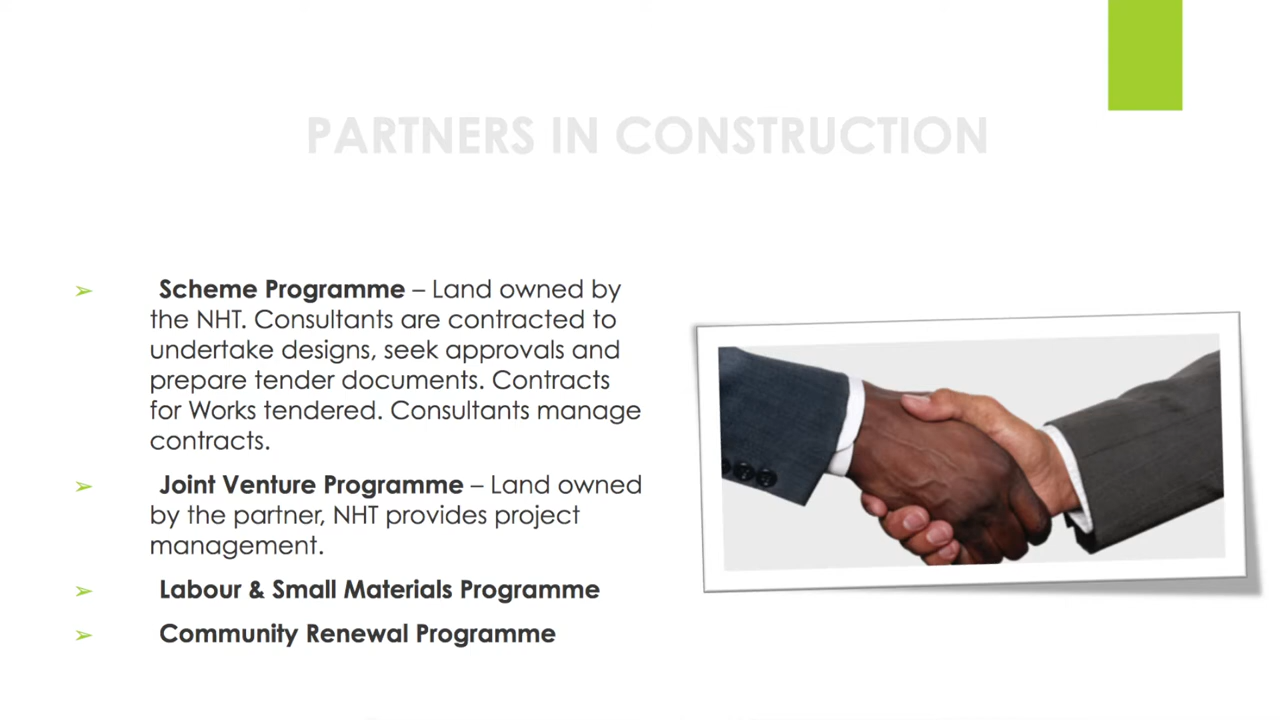 PARTNERS IN CONSTRUCTION
➢ Scheme Programme – Land owned by
the NHT. Consultants are contracted to
undertake designs, seek approvals and
prepare tender documents. Contracts
for Works tendered. Consultants manage
contracts.
➢ Joint Venture Programme – Land owned
by the partner, NHT provides project
management.
➢ Labour & Small Materials Programme
➢ Community Renewal Programme